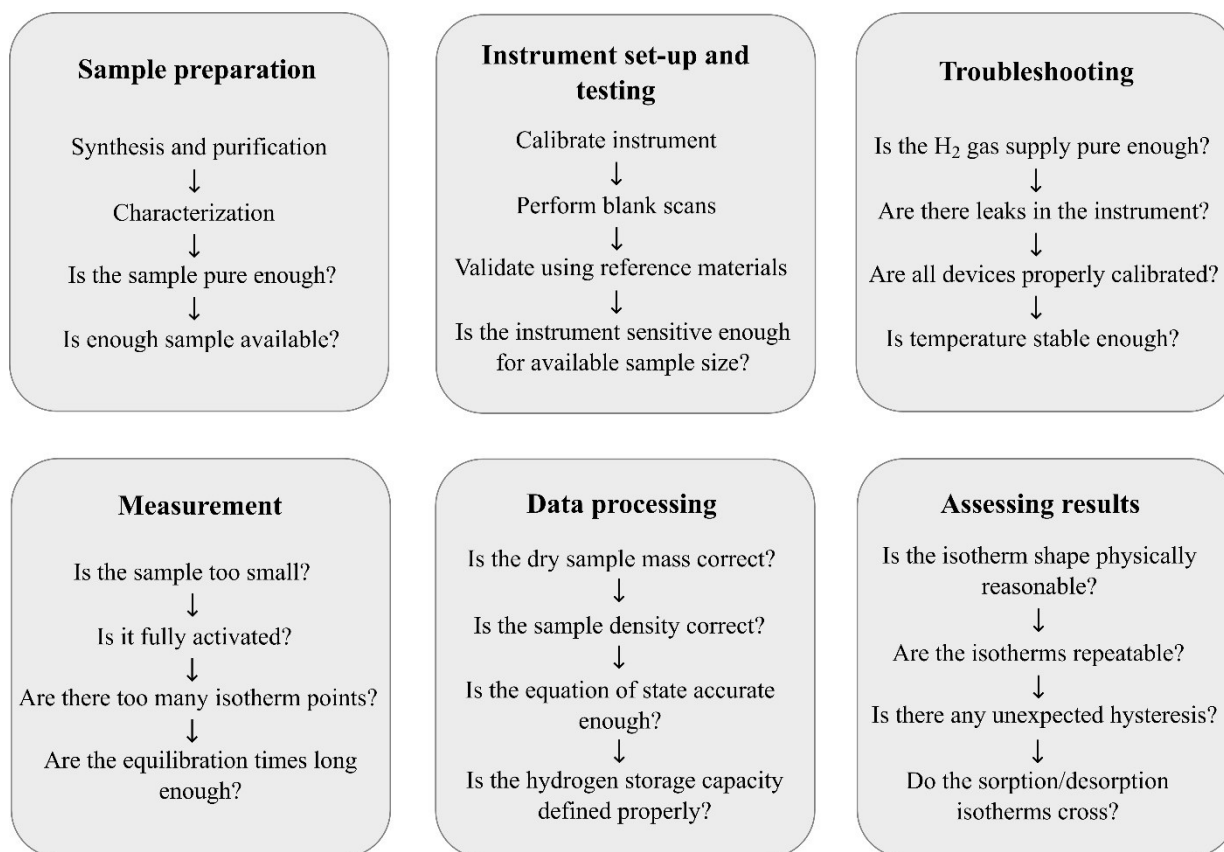 Sample preparation
Synthesis and purification
↓
Characterization
↓
Is the sample pure enough?
↓
Is enough sample available?
Instrument set-up and
testing
Calibrate instrument
↓
Perform blank scans
↓
Validate using reference materials
↓
Is the instrument sensitive enough
for available sample size?
Troubleshooting
Is the H₂ gas supply pure enough?
↓
Are there leaks in the instrument?
↓
Are all devices properly calibrated?
↓
Is temperature stable enough?
Measurement
Is the sample too small?
↓
Is it fully activated?
↓
Are there too many isotherm points?
↓
Are the equilibration times long
enough?
Data processing
Is the dry sample mass correct?
↓
Is the sample density correct?
↓
Is the equation of state accurate
enough?
↓
Is the hydrogen storage capacity
defined properly?
Assessing results
Is the isotherm shape physically
reasonable?
↓
Are the isotherms repeatable?
↓
Is there any unexpected hysteresis?
↓
Do the sorption/desorption
isotherms cross?